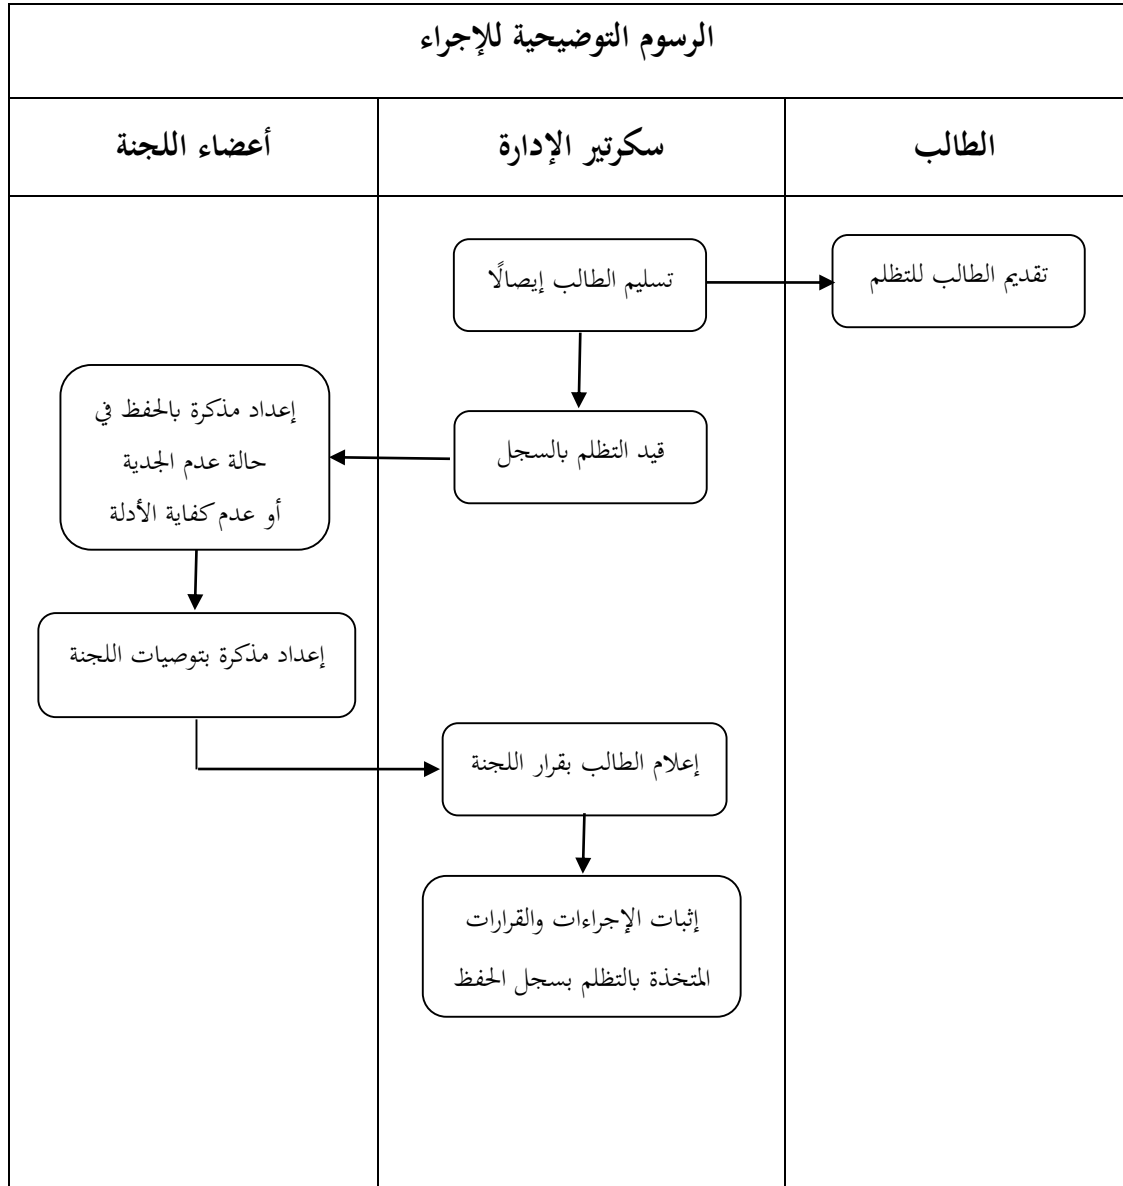 الرسوم التوضيحية للإجراء
الطالب
سكرتير الإدارة
أعضاء اللجنة
تقديم الطالب للتظلم
تسليم الطالب إيصالًا
قيد التظلم بالسجل
إعداد مذكرة بالحفظ في
حالة عدم الجدية
أو عدم كفاية الأدلة
إعداد مذكرة بتوصيات اللجنة
إعلام الطالب بقرار اللجنة
إثبات الإجراءات والقرارات
المتخذة بالتظلم بسجل الحفظ